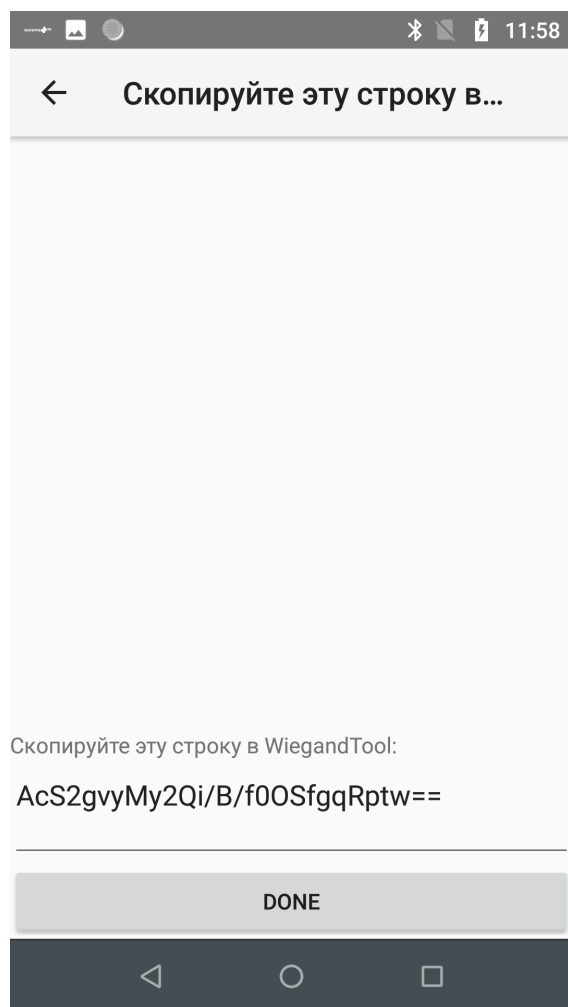 11:58
Скопируйте эту строку в...
Скопируйте эту строку в WiegandTool:
AcS2gvyMy2Qi/B/f0OSfgqRptw==
DONE